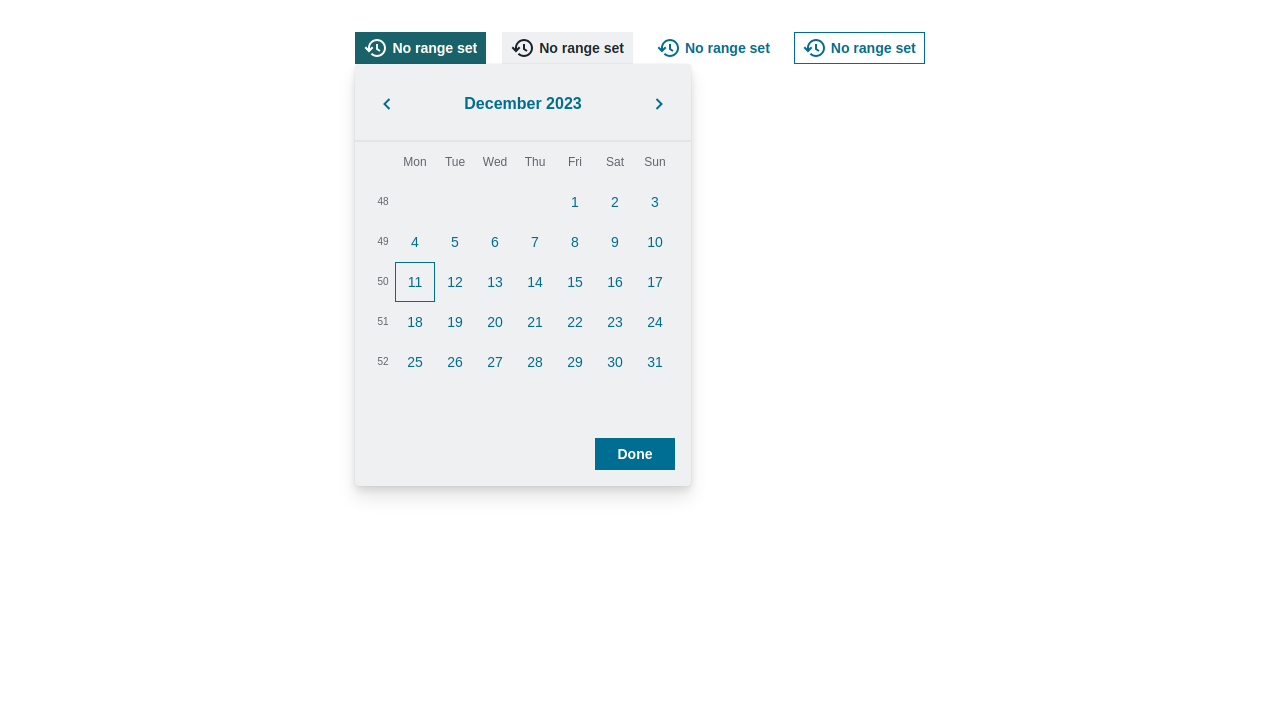 No range set No range set No range set No range set
December 2023
Mon Tue Wed Thu Fri Sat Sun
48 1 2 3
49 4 5 6 7 8 9 10
50 11 12 13 14 15 16 17
51 18 19 20 21 22 23 24
52 25 26 27 28 29 30 31
Done